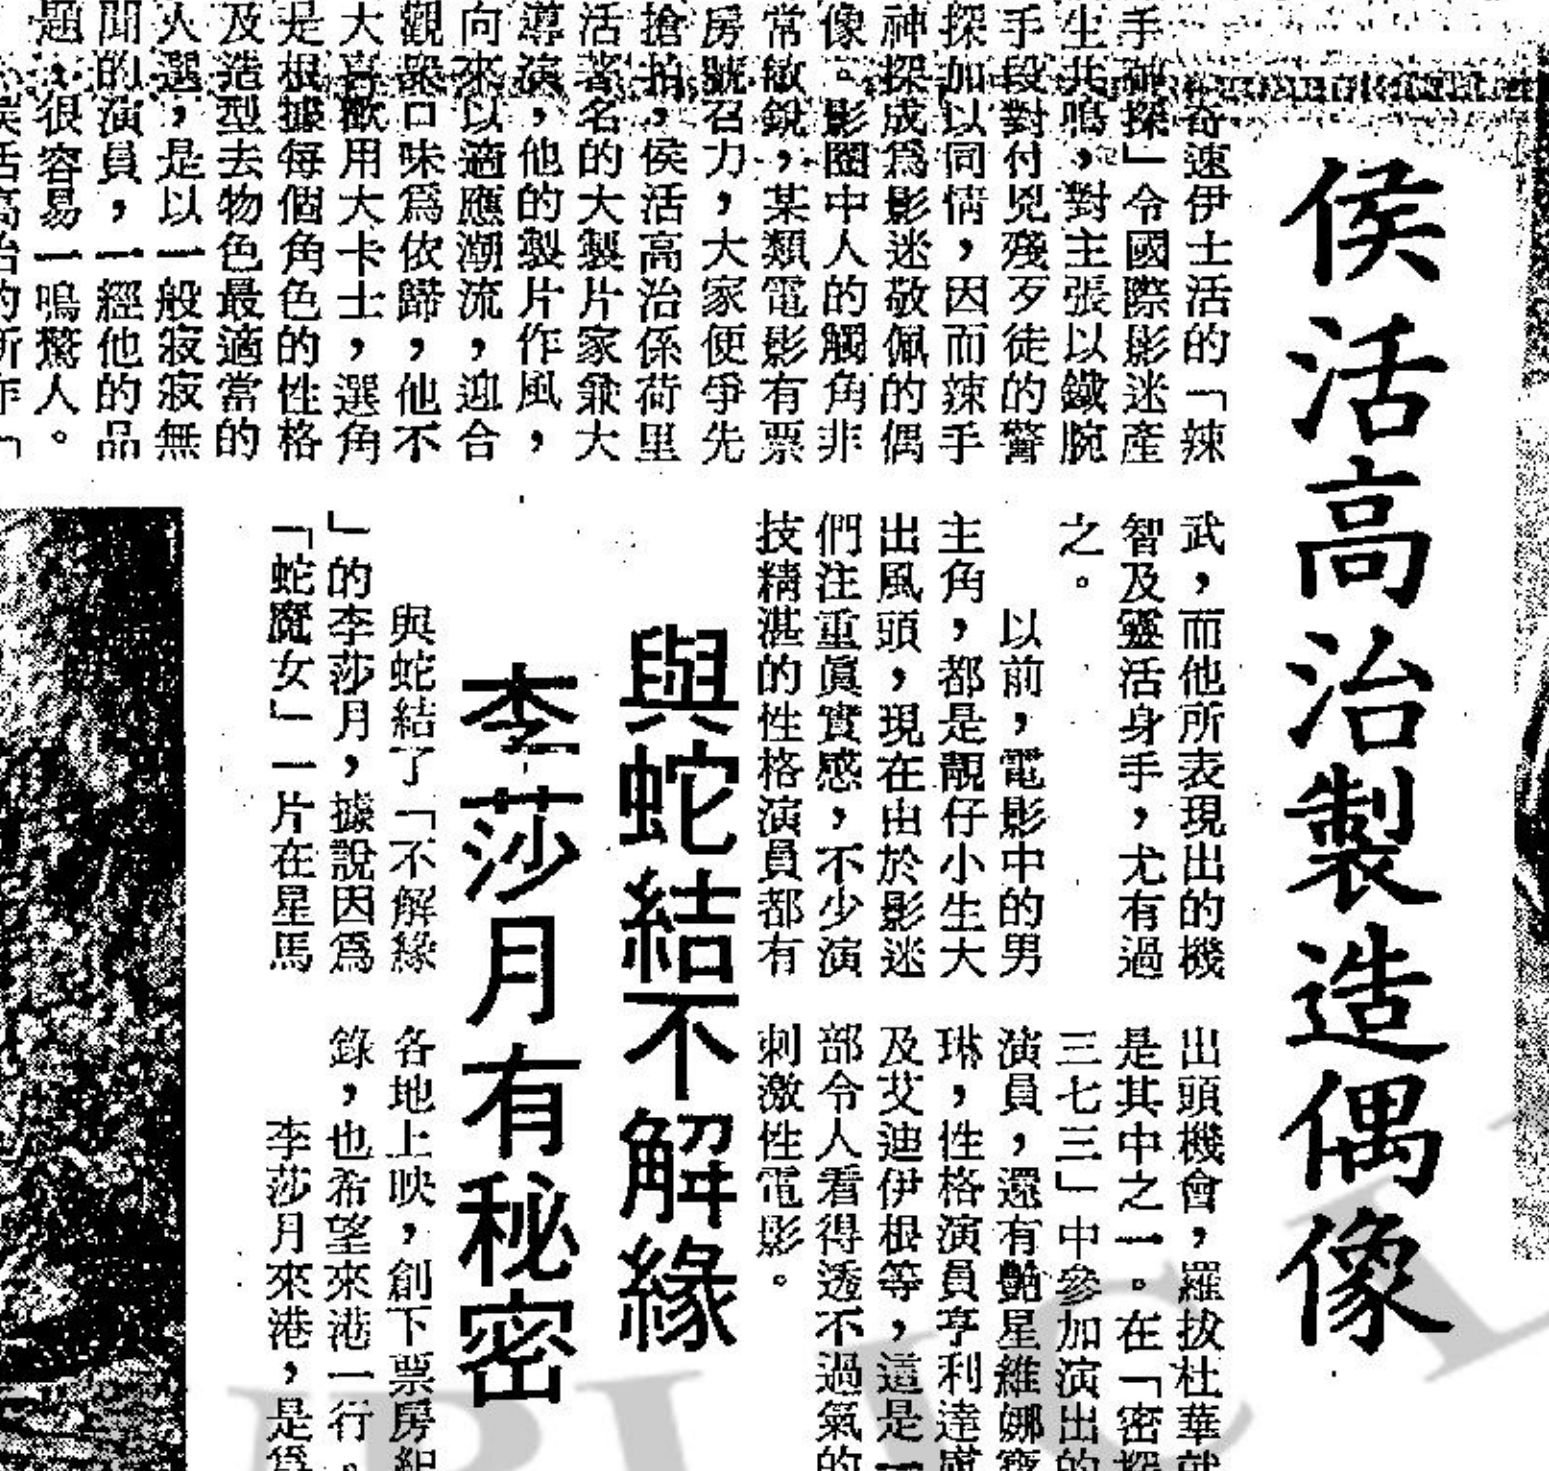 侯活高治製造偶像
奇速伊士活的「辣
手神探」令國際影迷產
生共鳴，對主張以鐵腕
手段對付兇殘歹徒的警
探加以同情，因而辣手
神探成爲影迷敬佩的偶
像。影圈中人的觸角非
常敏銳，某類電影有票
房號召力，大家便爭先
搶拍，侯活高治係荷里
活著名的大製片家兼大
導演，他的製片作風，
向來以適應潮流，迎合
觀衆口味爲依歸，他不
大喜歡用大卡士，選角
是根據每個角色的性格
及造型去物色最適當的
人選，是以一般寂寂無
聞的演員，一經他的品
題，很容易一鳴驚人。
侯活高治的所作「
武，而他所表現出的機
智及靈活身手，尤有過
之。
以前，電影中的男
主角，都是靚仔小生大
出風頭，現在由於影迷
們注重眞實感，不少演
技精湛的性格演員都有
出頭機會，羅拔杜華就
是其中之一。在「密探
三七三」中參加演出的
演員，還有艷星維娜寶
琳，性格演員亨利達
及艾迪伊根等，這是一
部令人看得透不過氣的
刺激性電影。
與蛇結不解緣
李莎月有秘密
與蛇結了「不解緣
」的李莎月，據說因爲
「蛇魔女」一片在星馬
各地上映，創下票房紀
錄，也希望來港一行。
李莎月來港，是爲